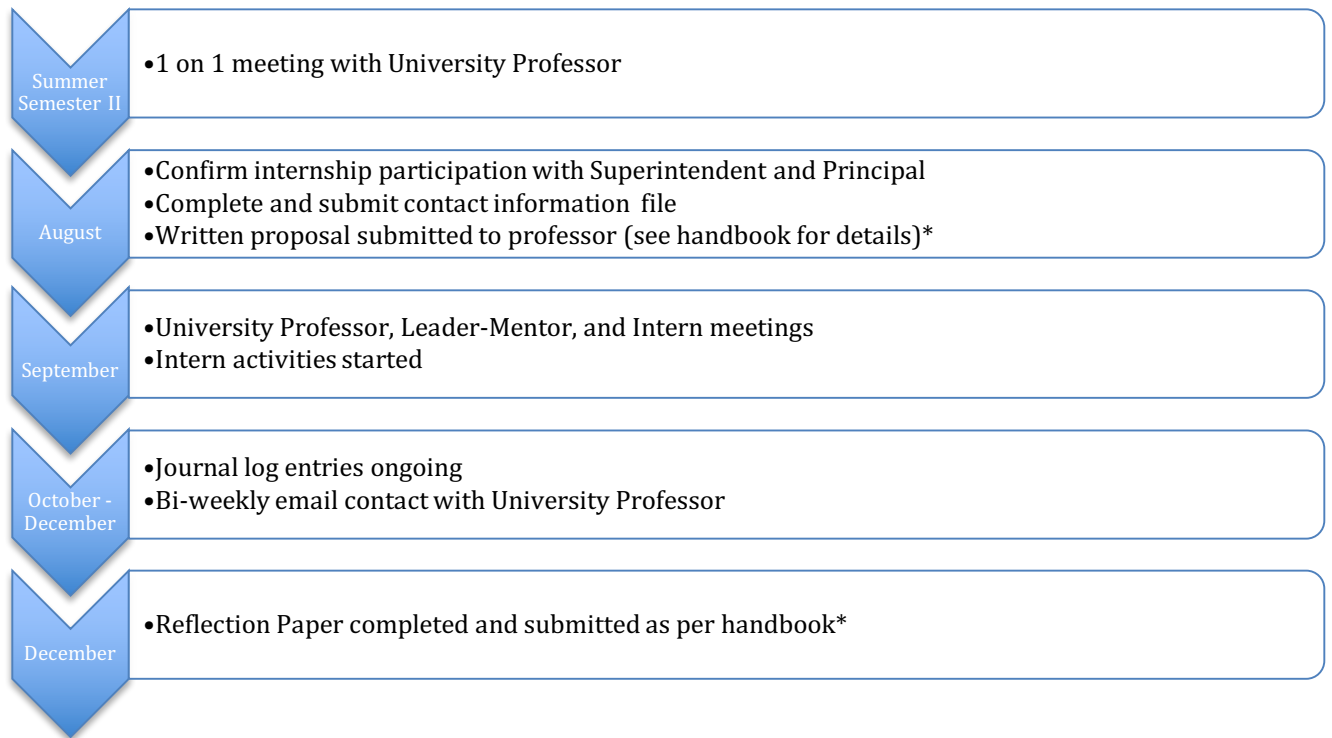 Summer
Semester II
•1 on 1 meeting with University Professor
August
•Confirm internship participation with Superintendent and Principal
•Complete and submit contact information  file
•Written proposal submitted to professor (see handbook for details)*
September
•University Professor, Leader-Mentor, and Intern meetings
•Intern activities started
October -
December
•Journal log entries ongoing
•Bi-weekly email contact with University Professor
December
•Reflection Paper completed and submitted as per handbook*